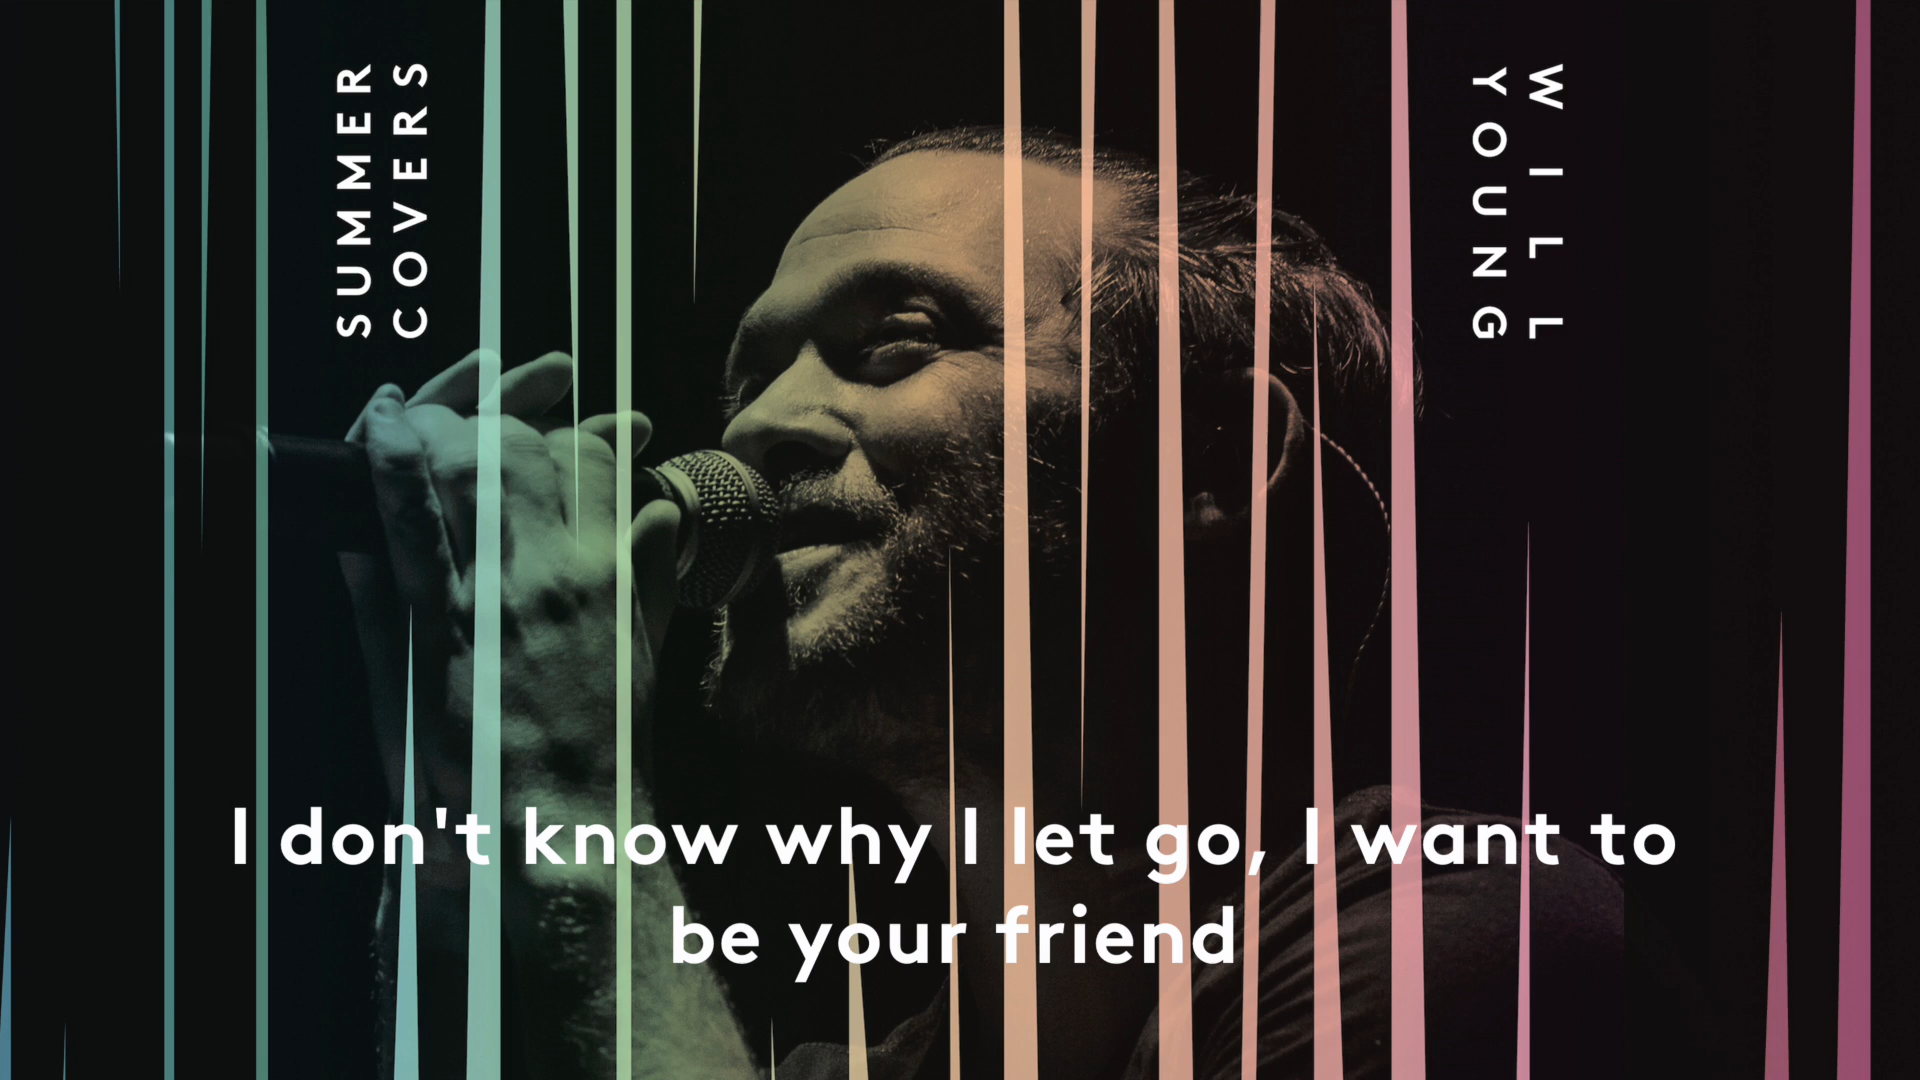 SUMMER
COVERS
WILL
YOUNG
I don't know why I let go, I want to
be your friend